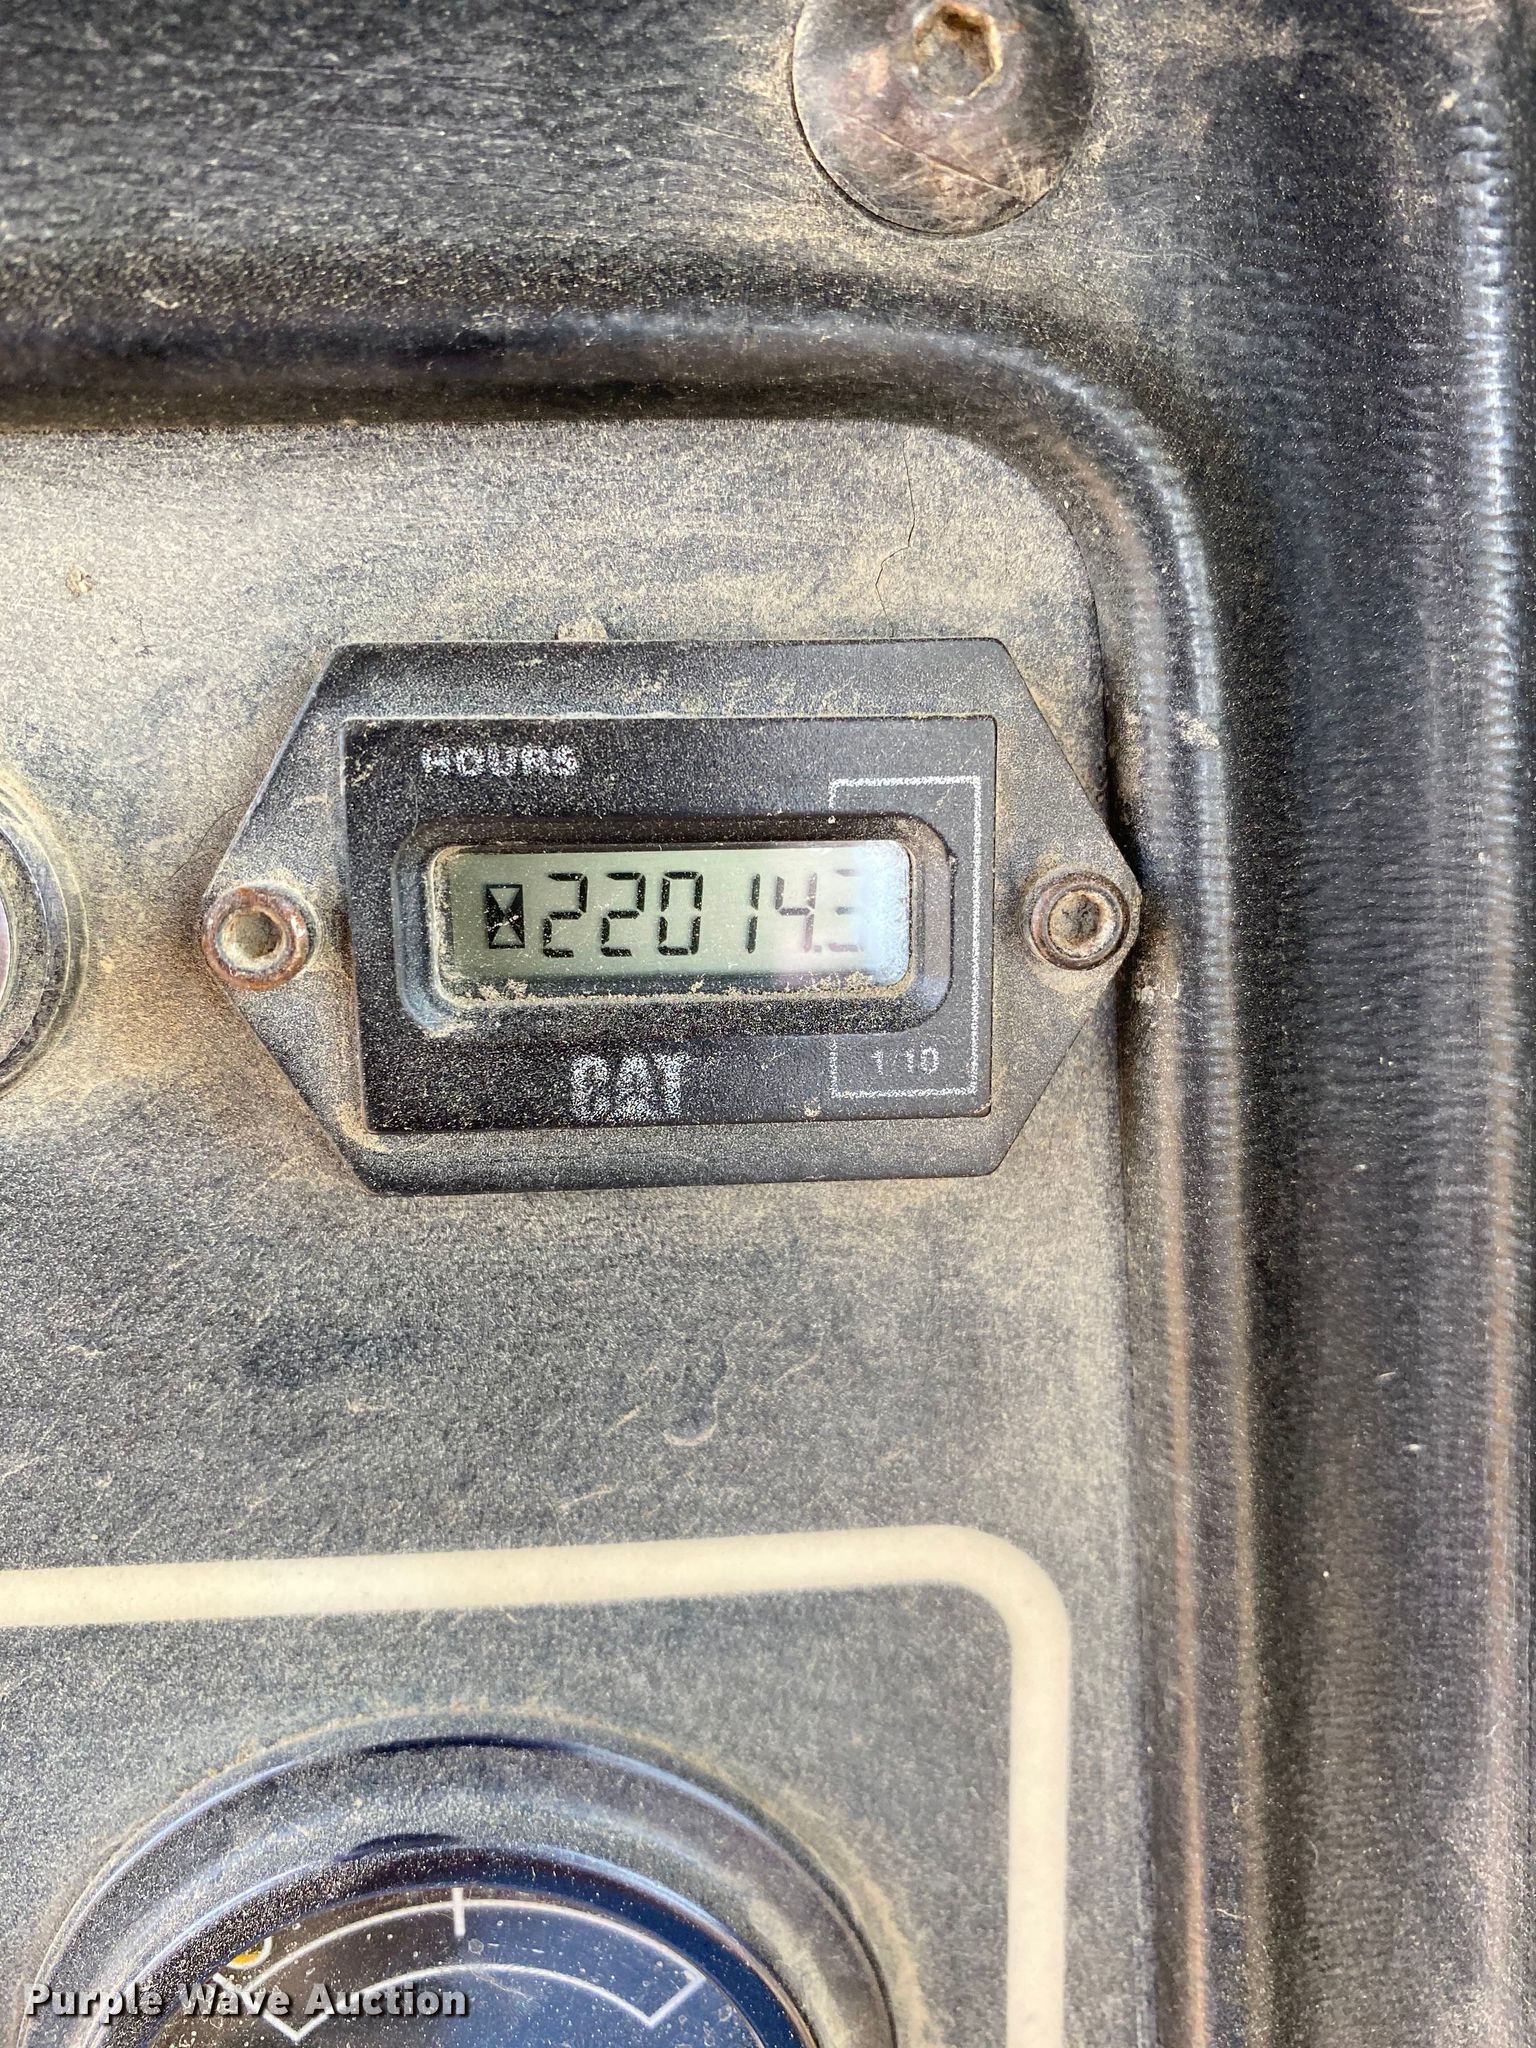 HOURS
22014.3
CAT
1/10
Purple Wave Auction